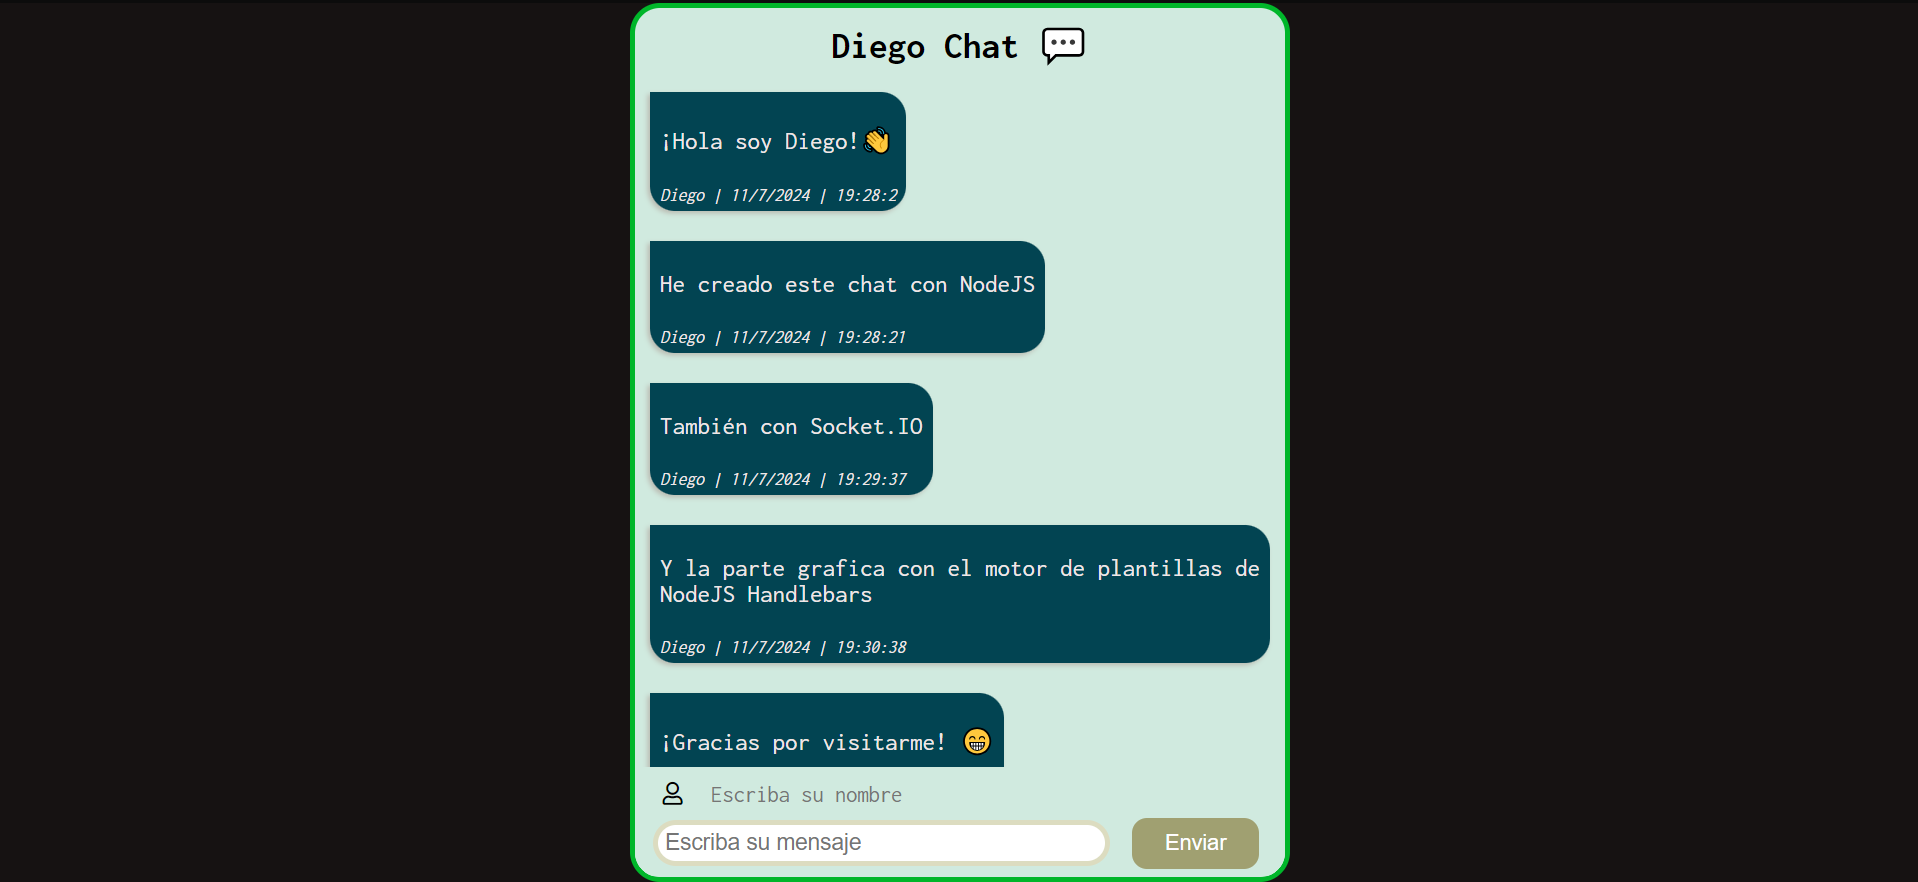 Diego Chat 💬
¡Hola soy Diego!👋
Diego | 11/7/2024 | 19:28:2
He creado este chat con NodeJS
Diego | 11/7/2024 | 19:28:21
También con Socket.IO
Diego | 11/7/2024 | 19:29:37
Y la parte grafica con el motor de plantillas de
NodeJS Handlebars
Diego | 11/7/2024 | 19:30:38
¡Gracias por visitarme! 😁
Escriba su nombre
Escriba su mensaje
Enviar